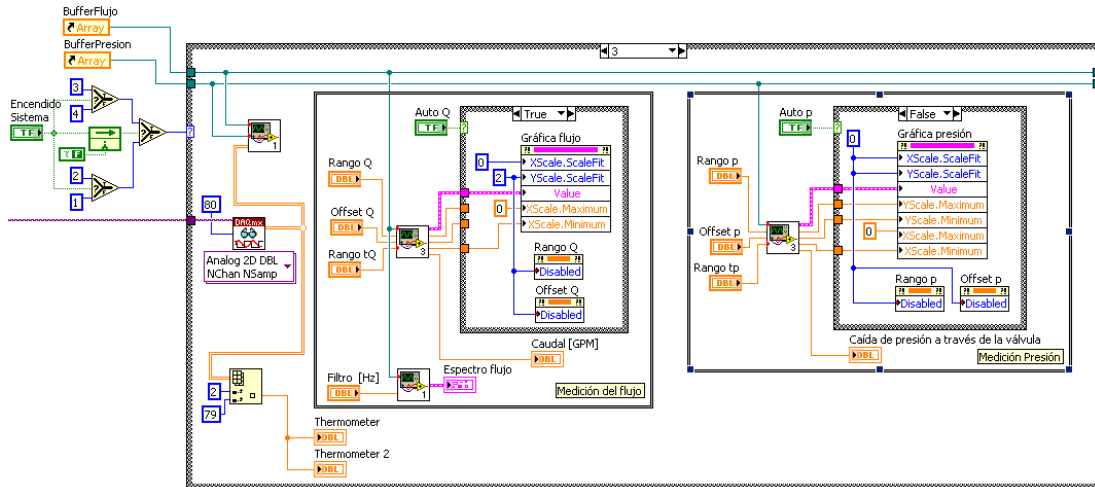 BufferFlujo
Array
BufferPresion
Array
3
4
Encendido
Sistema
TF
T F
2
1
3
1
80
DAQmx
Analog 2D DBL
NChan NSamp
2
79
Thermometer
DBL
Thermometer 2
DBL
Auto Q
TF
True
Gráfica flujo
0
XScale.ScaleFit
2
YScale.ScaleFit
Value
0
XScale.Maximum
XScale.Minimum
Rango Q
DBL
Offset Q
DBL
Rango tQ
DBL
3
Rango Q
Disabled
Offset Q
Disabled
Caudal [GPM]
DBL
Filtro [Hz]
DBL
1
Espectro flujo
Medición del flujo
Auto p
TF
False
Gráfica presión
0
XScale.ScaleFit
YScale.ScaleFit
Value
YScale.Maximum
YScale.Minimum
0
XScale.Maximum
XScale.Minimum
Rango p
DBL
Offset p
DBL
Rango tp
DBL
3
Rango p
Disabled
Offset p
Disabled
Caída de presión a través de la válvula
DBL
Medición Presión